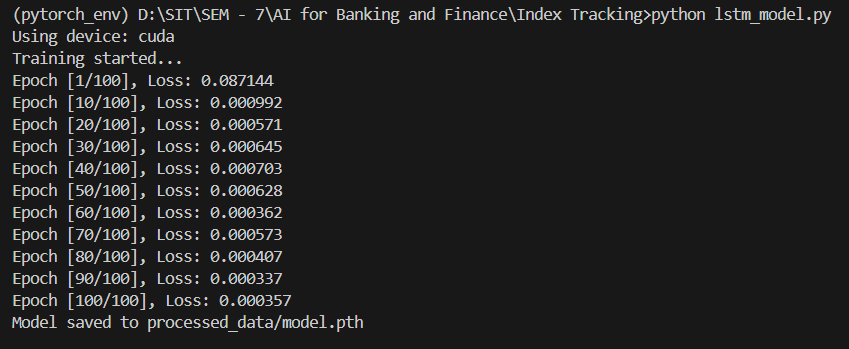 (pytorch_env) D:\SIT\SEM - 7\AI for Banking and Finance\Index Tracking>python lstm_model.py
Using device: cuda
Training started...
Epoch [1/100], Loss: 0.087144
Epoch [10/100], Loss: 0.000992
Epoch [20/100], Loss: 0.000571
Epoch [30/100], Loss: 0.000645
Epoch [40/100], Loss: 0.000703
Epoch [50/100], Loss: 0.000628
Epoch [60/100], Loss: 0.000362
Epoch [70/100], Loss: 0.000573
Epoch [80/100], Loss: 0.000407
Epoch [90/100], Loss: 0.000337
Epoch [100/100], Loss: 0.000357
Model saved to processed_data/model.pth